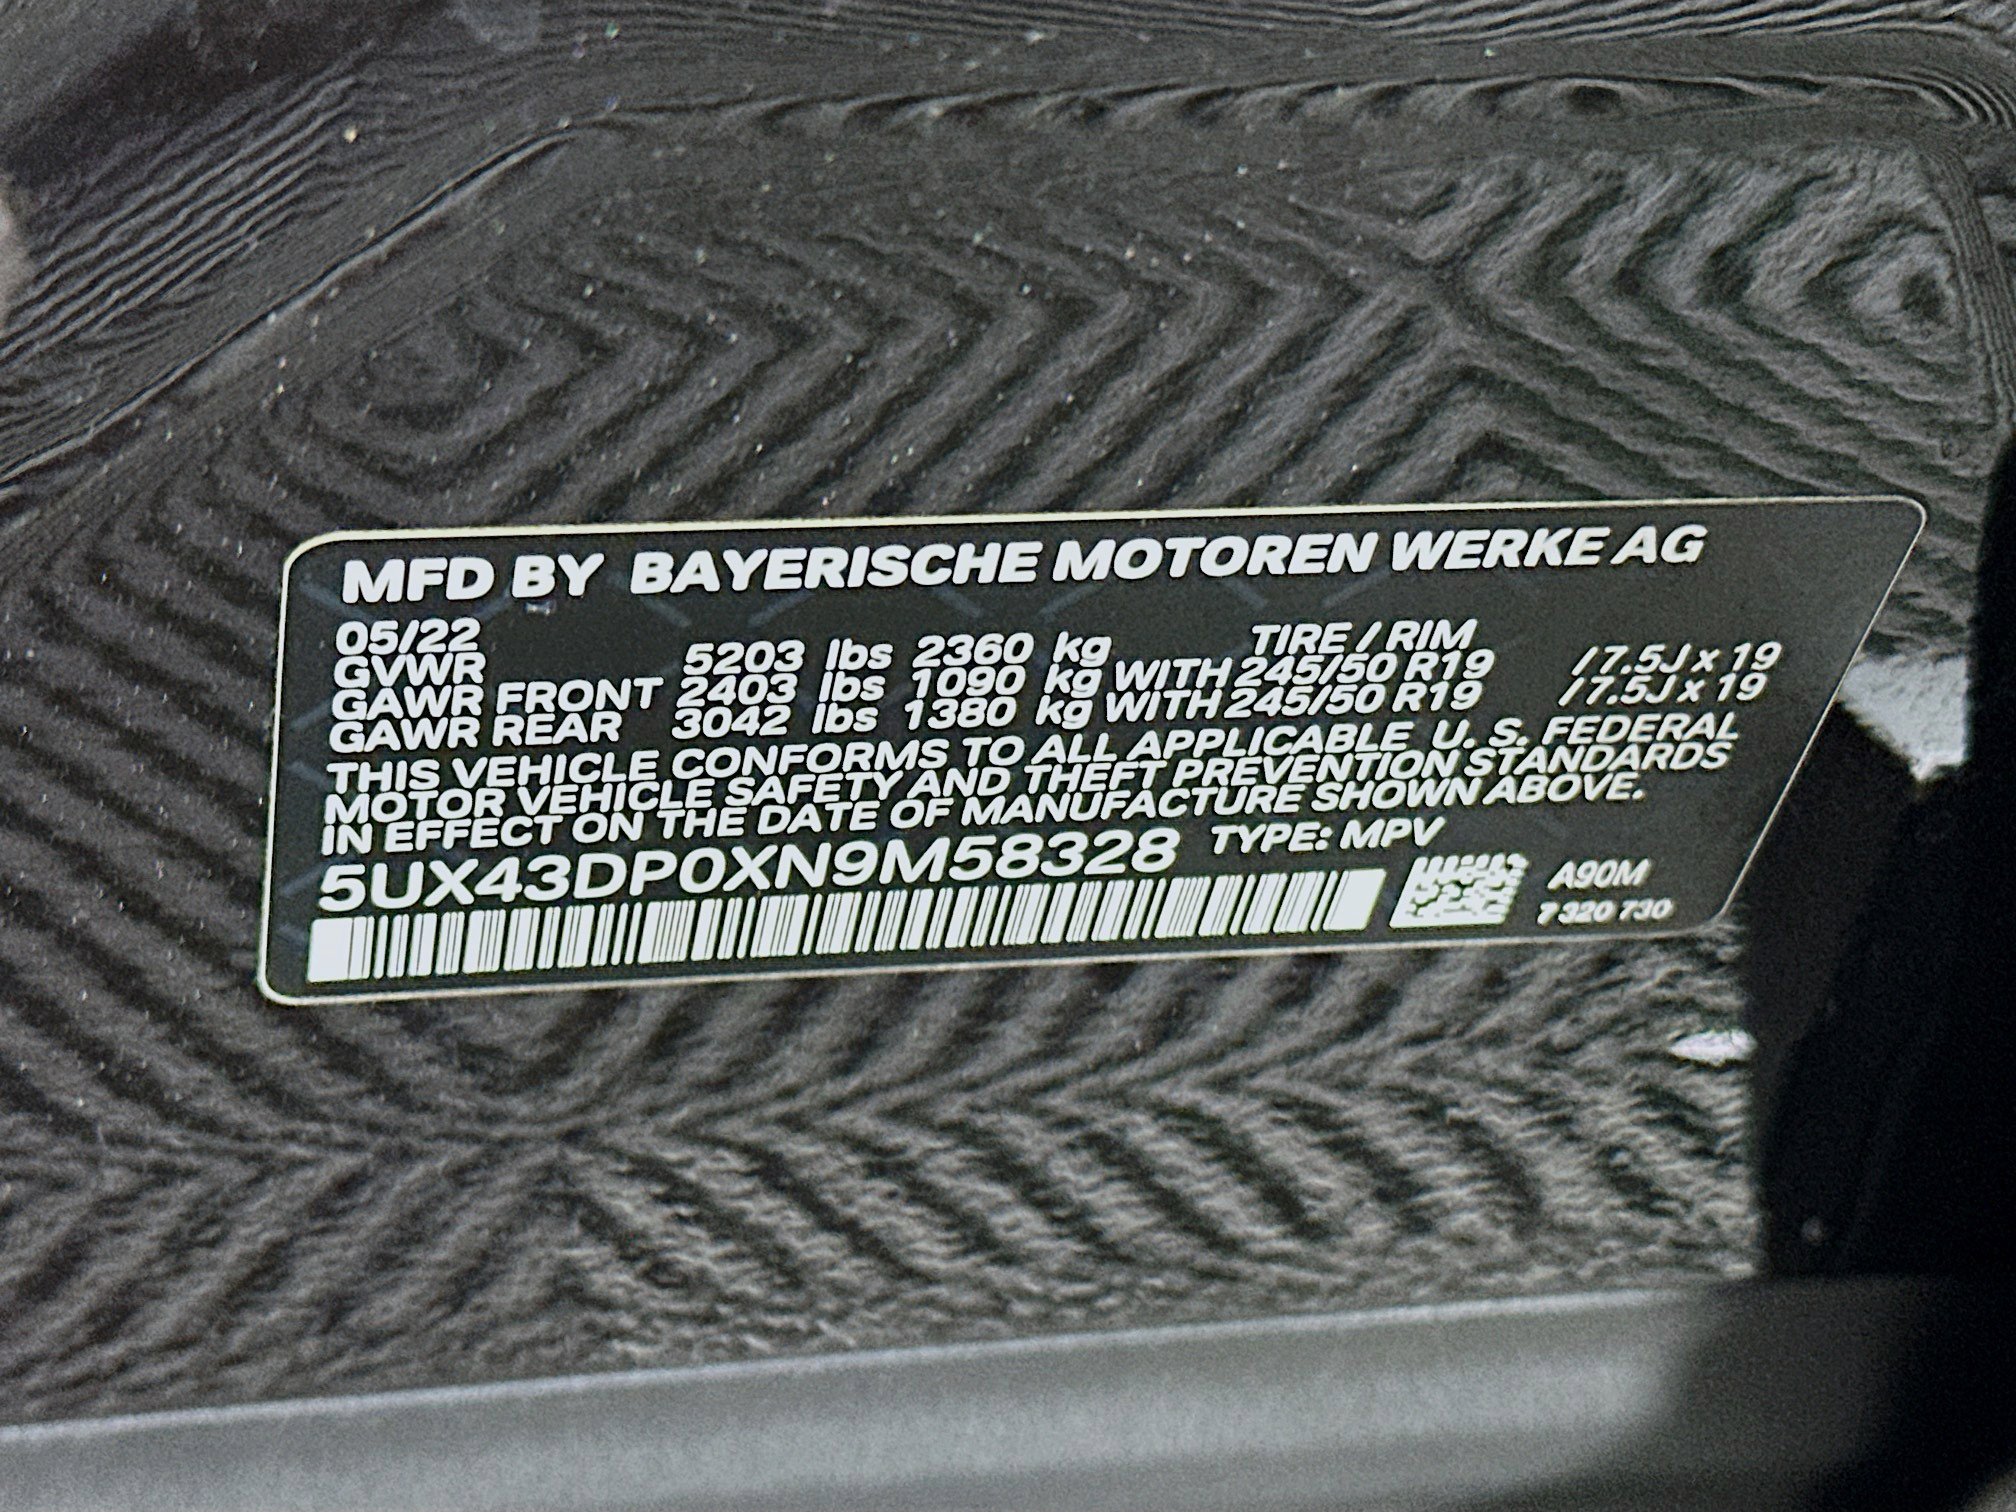 MFD BY BAYERISCHE MOTOREN WERKE AG
05/22 TIRE / RIM
GVWR 5203 lbs 2360 kg
GAWR FRONT 2403 lbs 1090 kg WITH 245/50 R19 / 7.5J x 19
GAWR REAR 3042 lbs 1380 kg WITH 245/50 R19 / 7.5J x 19
THIS VEHICLE CONFORMS TO ALL APPLICABLE U. S. FEDERAL
MOTOR VEHICLE SAFETY AND THEFT PREVENTION STANDARDS
IN EFFECT ON THE DATE OF MANUFACTURE SHOWN ABOVE.
5UX43DP0XN9M58328 TYPE: MPV
A90M
7 320 730